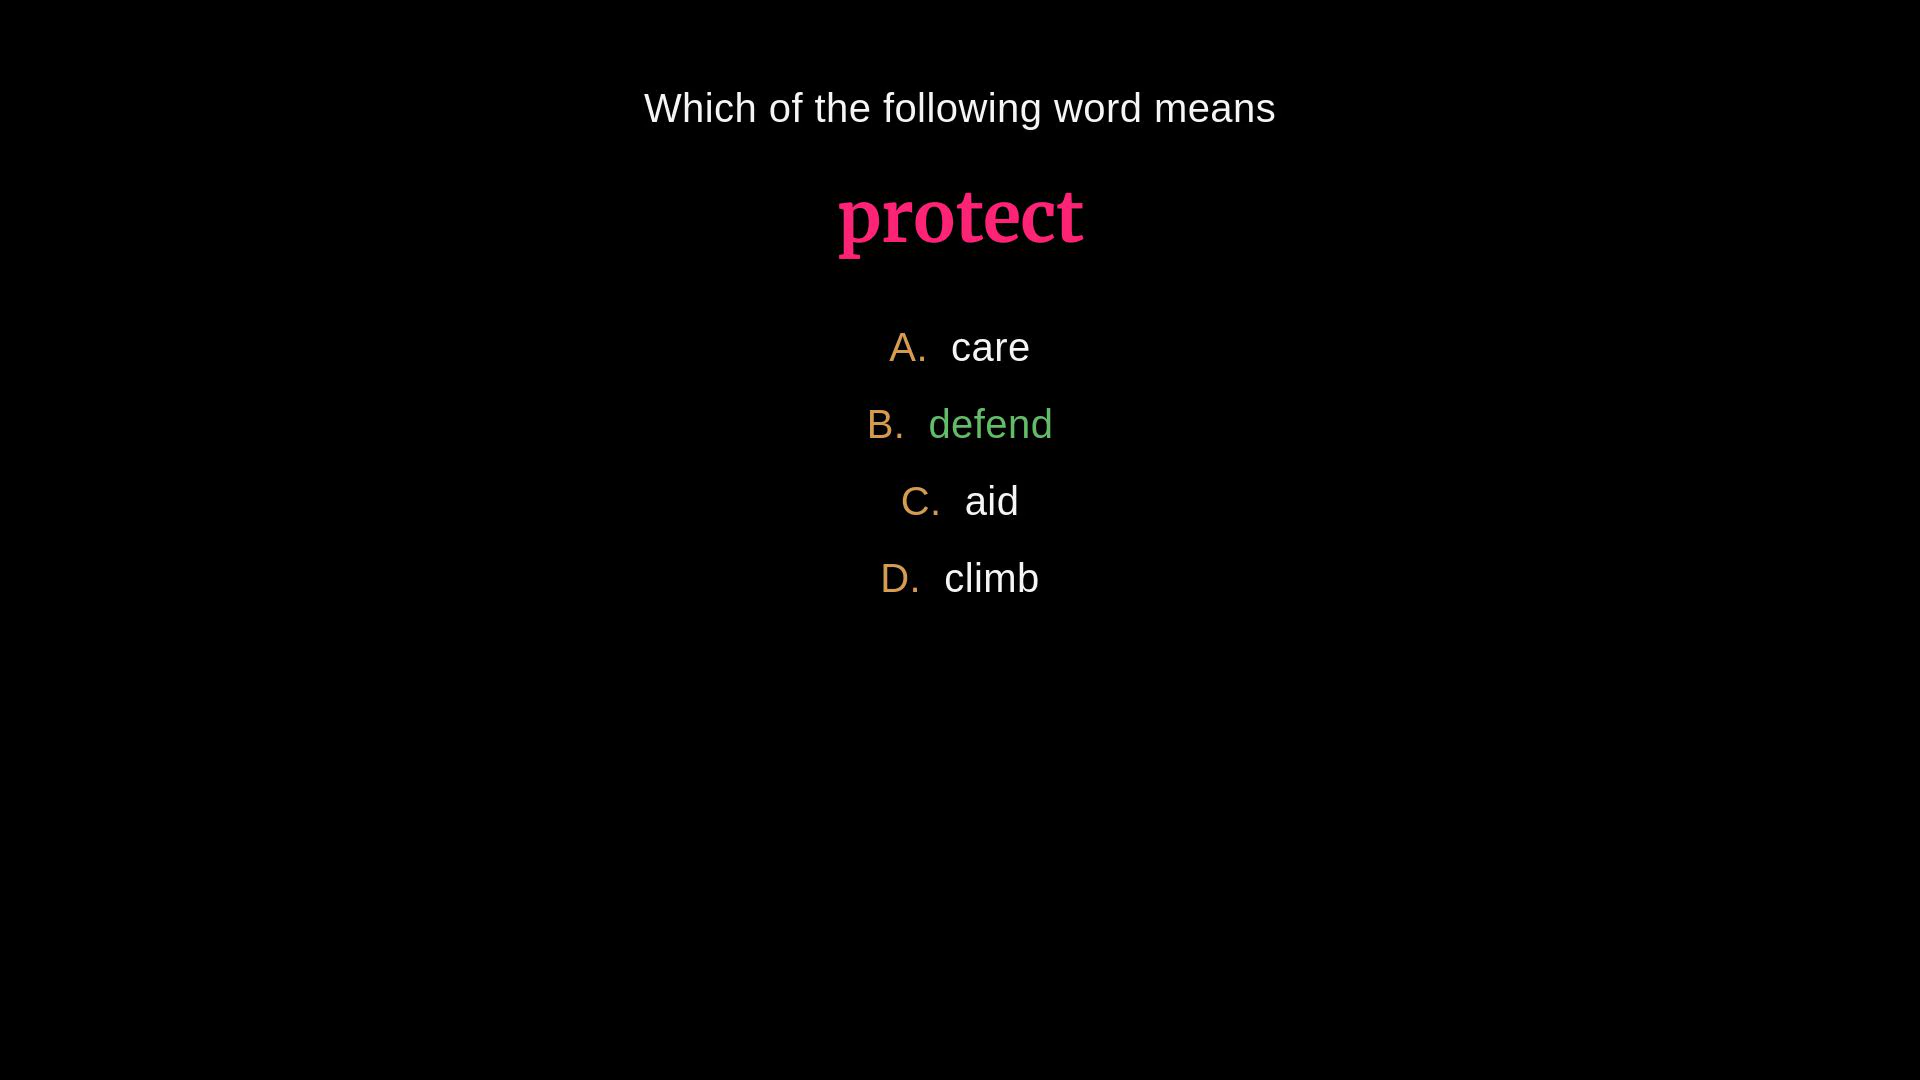 Which of the following word means
protect
A. care
B. defend
C. aid
D. climb